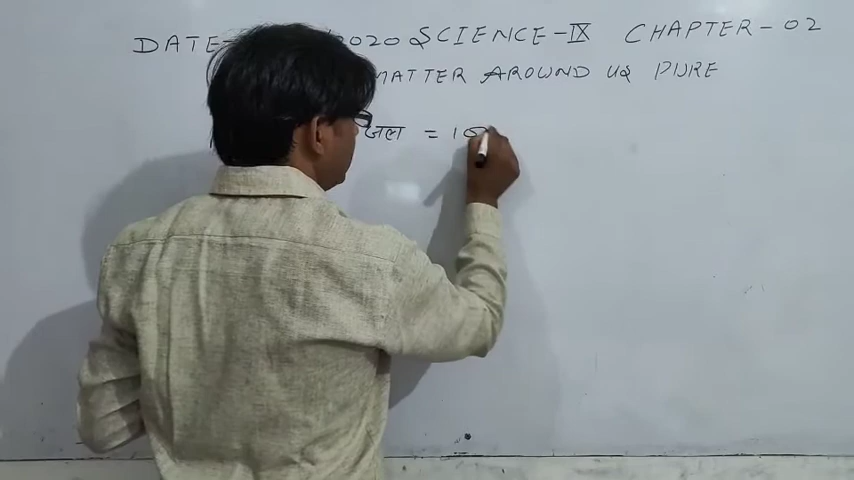 DATE- 2020 SCIENCE-IX CHAPTER-02
MATTER AROUND US PURE
जल = 10